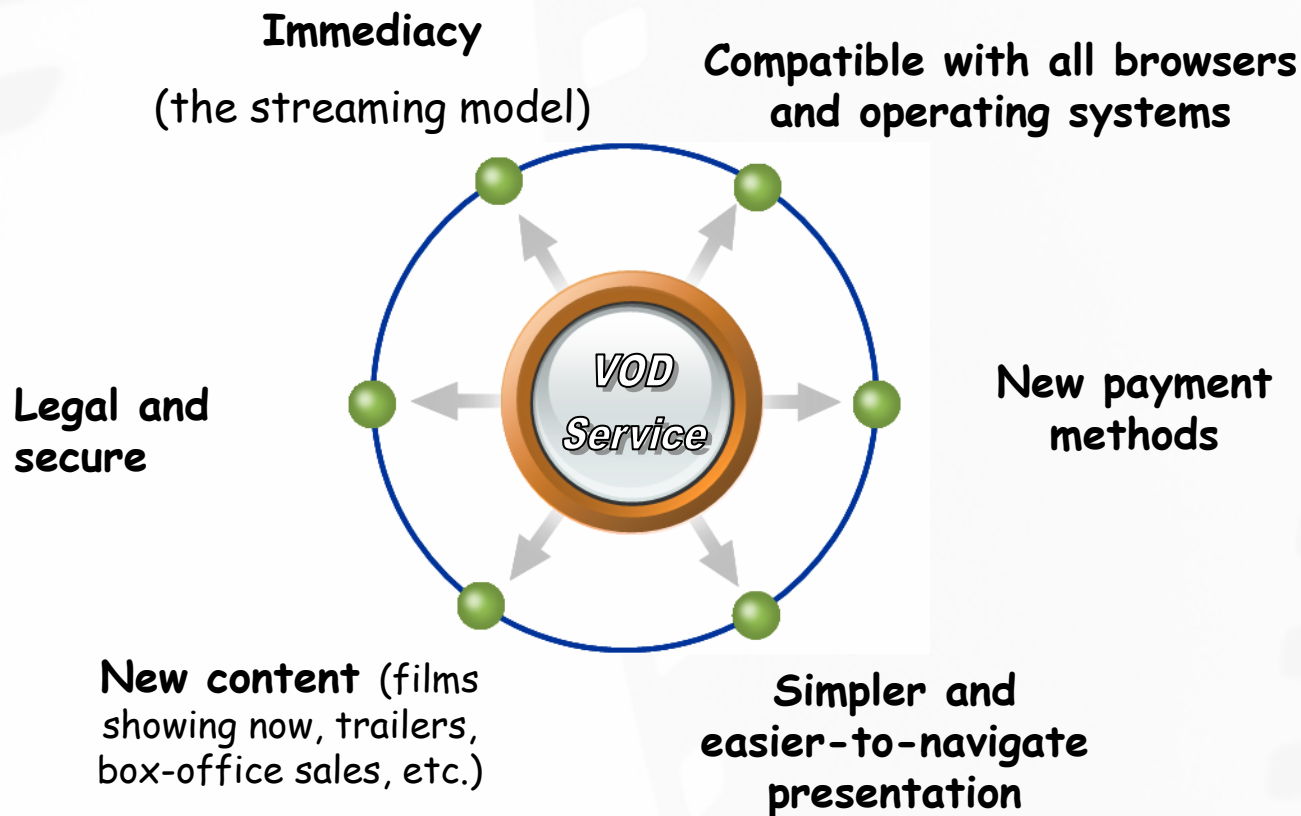 Immediacy
(the streaming model)
Compatible with all browsers
and operating systems
VOD
Service
Legal and
secure
New payment
methods
New content (films
showing now, trailers,
box-office sales, etc.)
Simpler and
easier-to-navigate
presentation